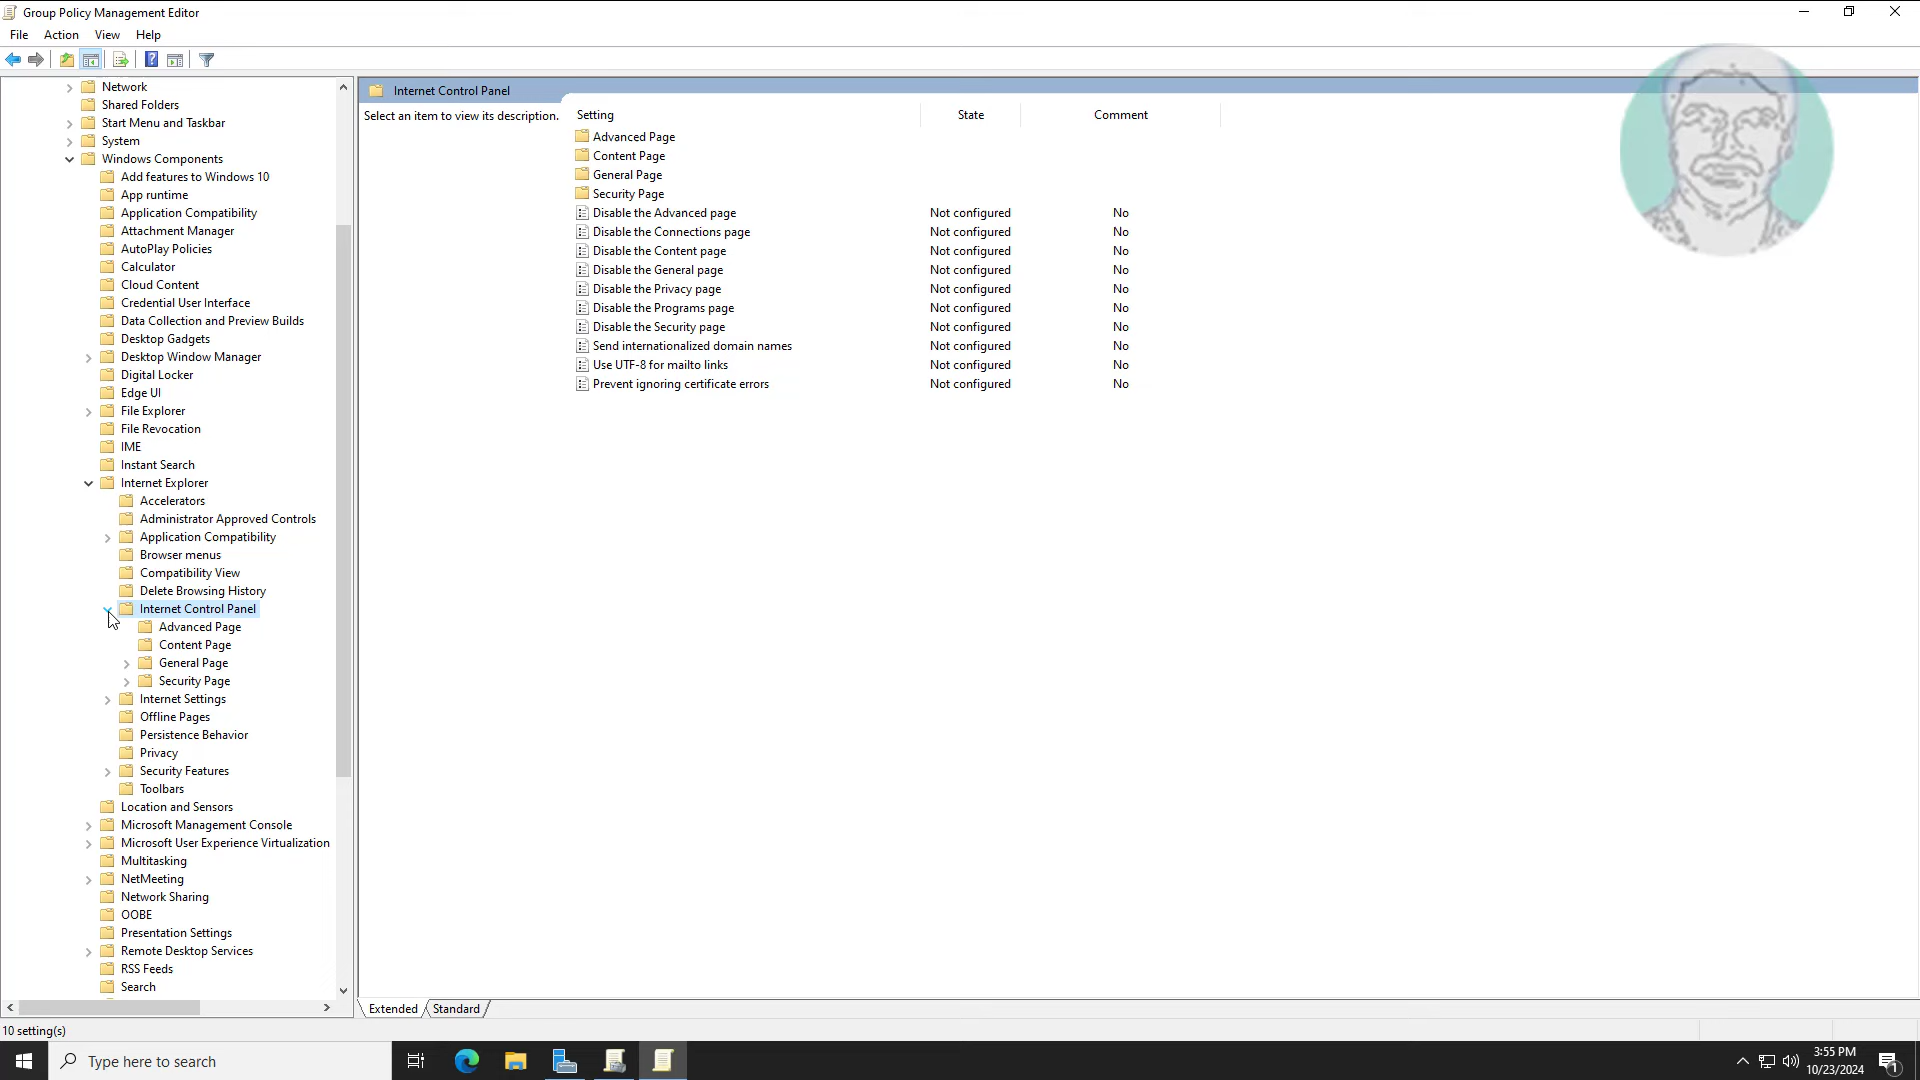 Group Policy Management Editor
File Action View Help
Network
Shared Folders
Start Menu and Taskbar
System
Windows Components
Add features to Windows 10
App runtime
Application Compatibility
Attachment Manager
AutoPlay Policies
Calculator
Cloud Content
Credential User Interface
Data Collection and Preview Builds
Desktop Gadgets
Desktop Window Manager
Digital Locker
Edge UI
File Explorer
File Revocation
IME
Instant Search
Internet Explorer
Accelerators
Administrator Approved Controls
Application Compatibility
Browser menus
Compatibility View
Delete Browsing History
Internet Control Panel
Advanced Page
Content Page
General Page
Security Page
Internet Settings
Offline Pages
Persistence Behavior
Privacy
Security Features
Toolbars
Location and Sensors
Microsoft Management Console
Microsoft User Experience Virtualization
Multitasking
NetMeeting
Network Sharing
OOBE
Presentation Settings
Remote Desktop Services
RSS Feeds
Search
Internet Control Panel
Select an item to view its description.
Setting State Comment
Advanced Page
Content Page
General Page
Security Page
Disable the Advanced page Not configured No
Disable the Connections page Not configured No
Disable the Content page Not configured No
Disable the General page Not configured No
Disable the Privacy page Not configured No
Disable the Programs page Not configured No
Disable the Security page Not configured No
Send internationalized domain names Not configured No
Use UTF-8 for mailto links Not configured No
Prevent ignoring certificate errors Not configured No
Extended Standard
10 setting(s)
Type here to search
3:55 PM
10/23/2024
1